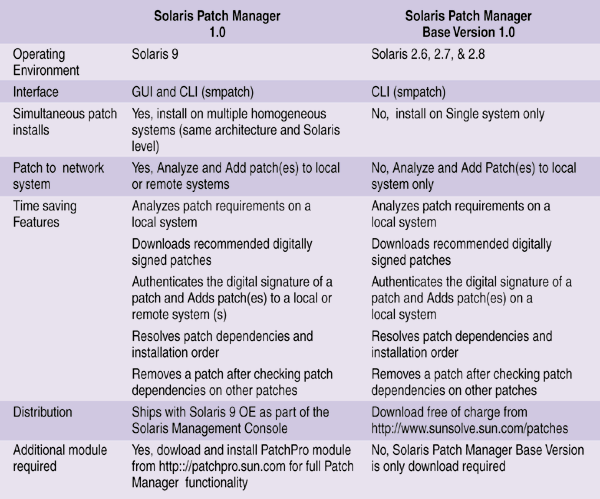 Solaris Patch Manager
1.0
Solaris Patch Manager
Base Version 1.0
Operating
Environment
Solaris 9
Solaris 2.6, 2.7, & 2.8
Interface
GUI and CLI (smpatch)
CLI (smpatch)
Simultaneous patch
installs
Yes, install on multiple homogeneous
systems (same architecture and Solaris
level)
No, install on Single system only
Patch to network
system
Yes, Analyze and Add patch(es) to local
or remote systems
No, Analyze and Add Patch(es) to local
system only
Time saving
Features
Analyzes patch requirements on a
local system
Downloads recommended digitally
signed patches
Authenticates the digital signature of a
patch and Adds patch(es) to a local or
remote system (s)
Resolves patch dependencies and
installation order
Removes a patch after checking patch
dependencies on other patches
Analyzes patch requirements on a
local system
Downloads recommended digitally
signed patches
Authenticates the digital signature of a
patch and Adds patch(es) on a
local system
Resolves patch dependencies and
installation order
Removes a patch after checking patch
dependencies on other patches
Distribution
Ships with Solaris 9 OE as part of the
Solaris Management Console
Download free of charge from
http://www.sunsolve.sun.com/patches
Additional module
required
Yes, dowload and install PatchPro module
from http:://patchpro.sun.com for full Patch
Manager functionality
No, Solaris Patch Manager Base Version
is only download required